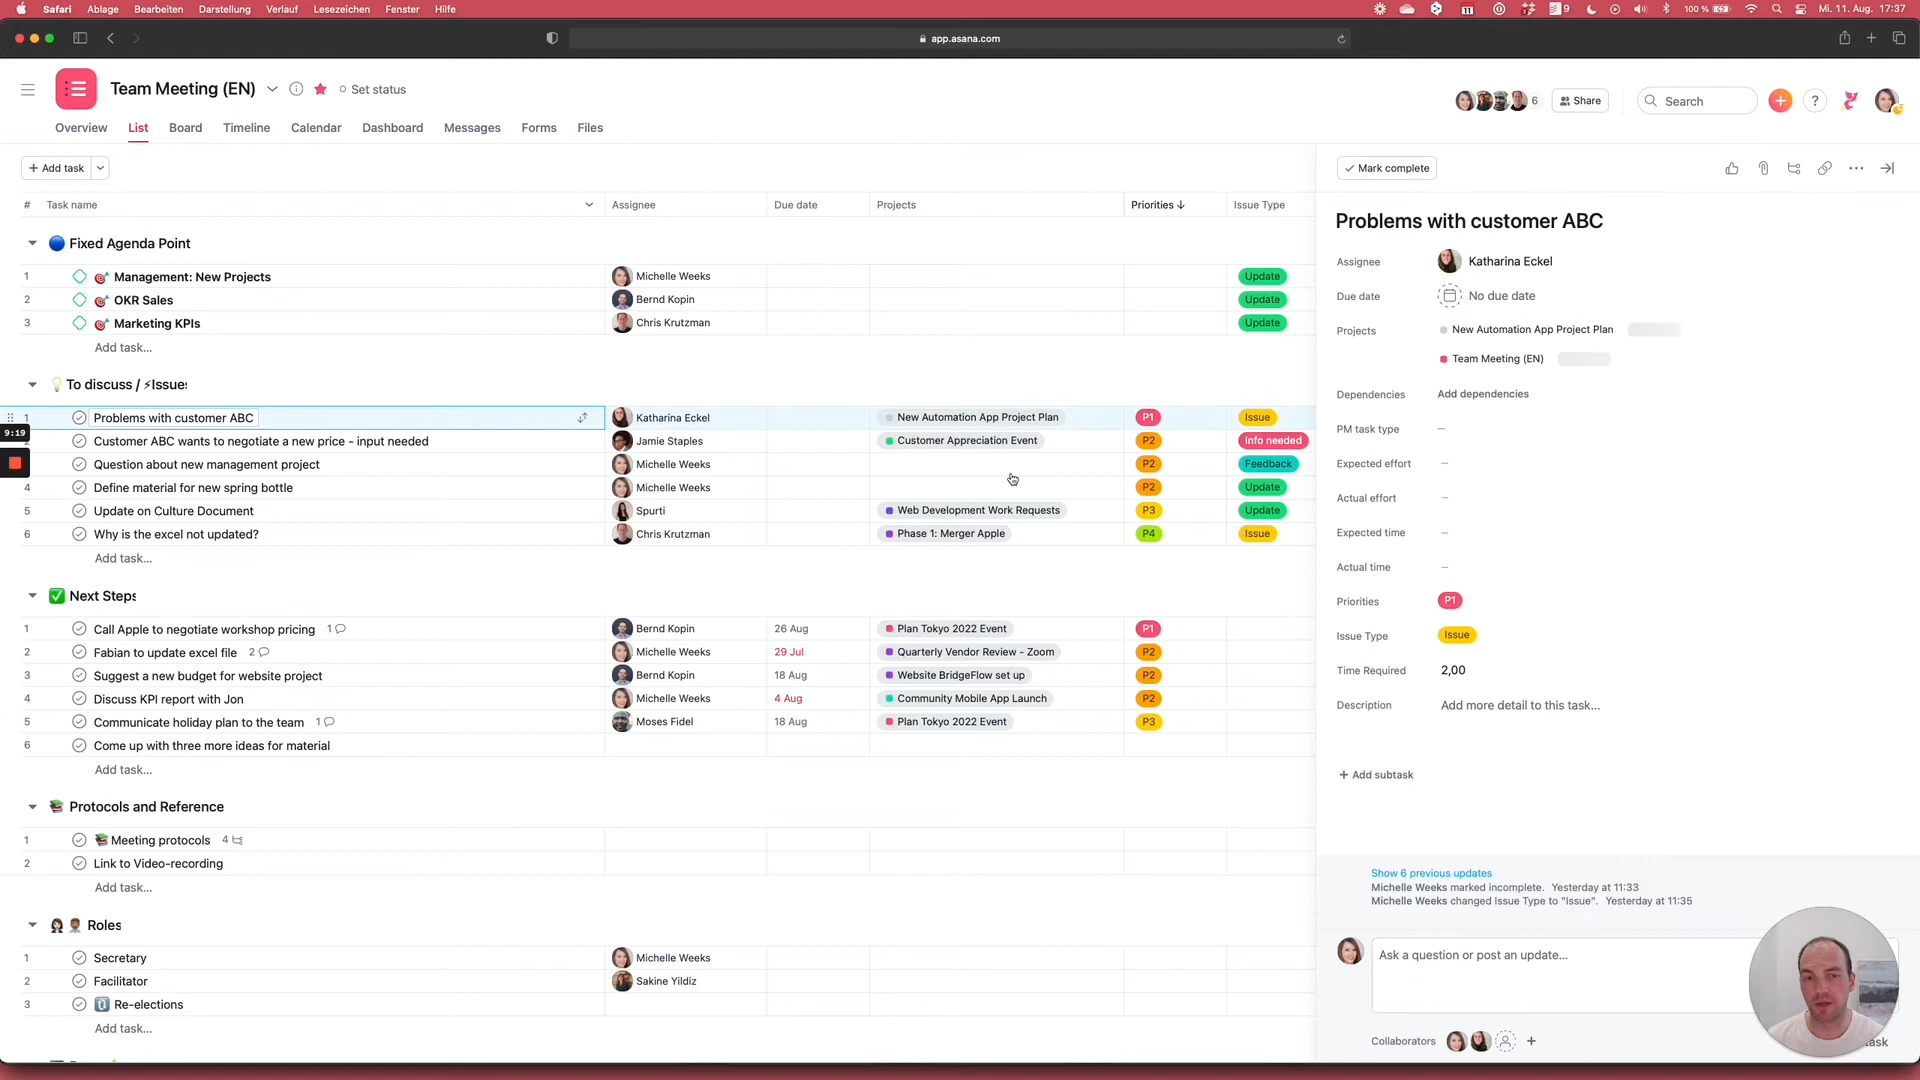 Safari Ablage Bearbeiten Darstellung Verlauf Lesezeichen Fenster Hilfe 11 9 100 % Mi. 11. Aug. 17:37
app.asana.com
Team Meeting (EN) Set status 6 Share Search ?
Overview List Board Timeline Calendar Dashboard Messages Forms Files
+ Add task
# Task name Assignee Due date Projects Priorities ↓ Issue Type
🔵 Fixed Agenda Point
1 🎯 Management: New Projects Michelle Weeks Update
2 🎯 OKR Sales Bernd Kopin Update
3 🎯 Marketing KPIs Chris Krutzman Update
Add task...
💡To discuss / ⚡Issues
1 Problems with customer ABC Katharina Eckel New Automation App Project Plan P1 Issue
9:19
Customer ABC wants to negotiate a new price - input needed Jamie Staples Customer Appreciation Event P2 Info needed
Question about new management project Michelle Weeks P2 Feedback
4 Define material for new spring bottle Michelle Weeks P2 Update
5 Update on Culture Document Spurti Web Development Work Requests P3 Update
6 Why is the excel not updated? Chris Krutzman Phase 1: Merger Apple P4 Issue
Add task...
✅ Next Steps
1 Call Apple to negotiate workshop pricing 1 Bernd Kopin 26 Aug Plan Tokyo 2022 Event P1
2 Fabian to update excel file 2 Michelle Weeks 29 Jul Quarterly Vendor Review - Zoom P2
3 Suggest a new budget for website project Bernd Kopin 18 Aug Website BridgeFlow set up P2
4 Discuss KPI report with Jon Michelle Weeks 4 Aug Community Mobile App Launch P2
5 Communicate holiday plan to the team 1 Moses Fidel 18 Aug Plan Tokyo 2022 Event P3
6 Come up with three more ideas for material
Add task...
📚 Protocols and Reference
1 📚Meeting protocols 4
2 Link to Video-recording
Add task...
Roles
1 Secretary Michelle Weeks
2 Facilitator Sakine Yildiz
3 Re-elections
Add task...
Mark complete
Problems with customer ABC
Assignee Katharina Eckel
Due date No due date
Projects New Automation App Project Plan
Team Meeting (EN)
Dependencies Add dependencies
PM task type –
Expected effort –
Actual effort –
Expected time –
Actual time –
Priorities P1
Issue Type Issue
Time Required 2,00
Description Add more detail to this task...
+ Add subtask
Show 6 previous updates
Michelle Weeks marked incomplete. Yesterday at 11:33
Michelle Weeks changed Issue Type to "Issue". Yesterday at 11:35
Ask a question or post an update...
Collaborators + task